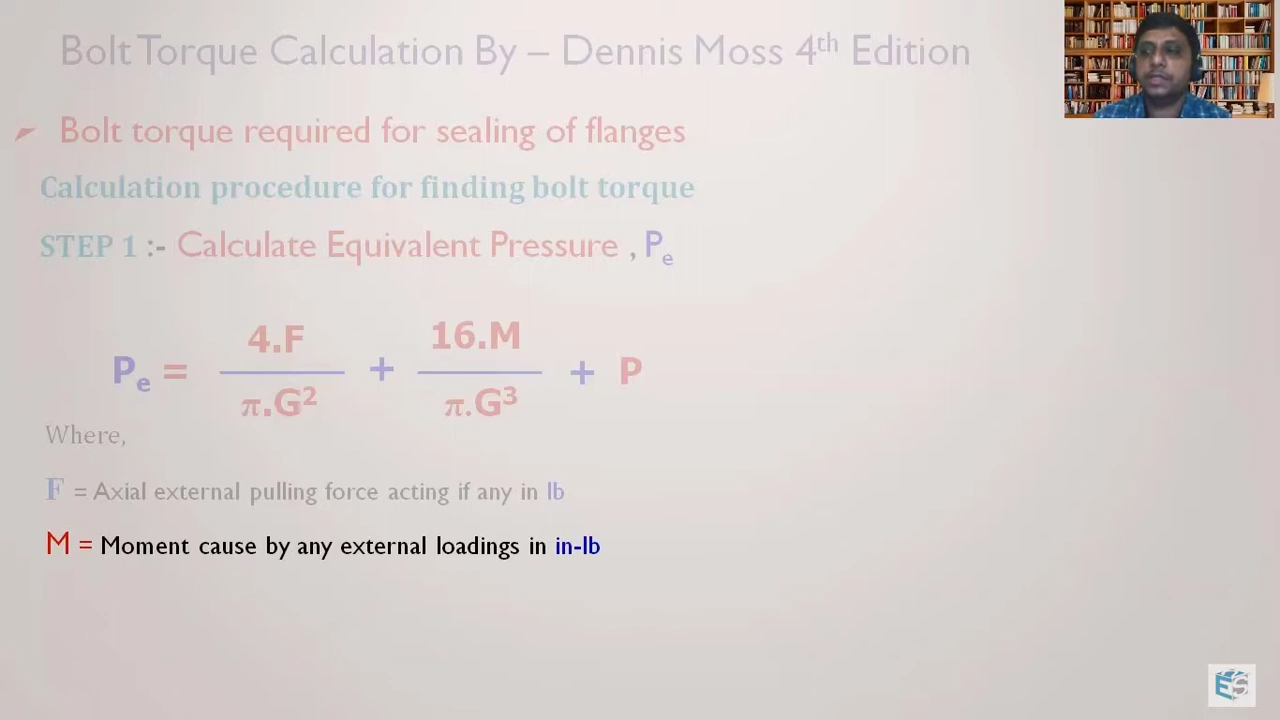 Bolt Torque Calculation By – Dennis Moss 4th Edition
Bolt torque required for sealing of flanges
Calculation procedure for finding bolt torque
STEP 1 :- Calculate Equivalent Pressure , Pe
Pe = 4.F / π.G² + 16.M / π.G³ + P
Where,
F = Axial external pulling force acting if any in lb
M = Moment cause by any external loadings in in-lb
ES